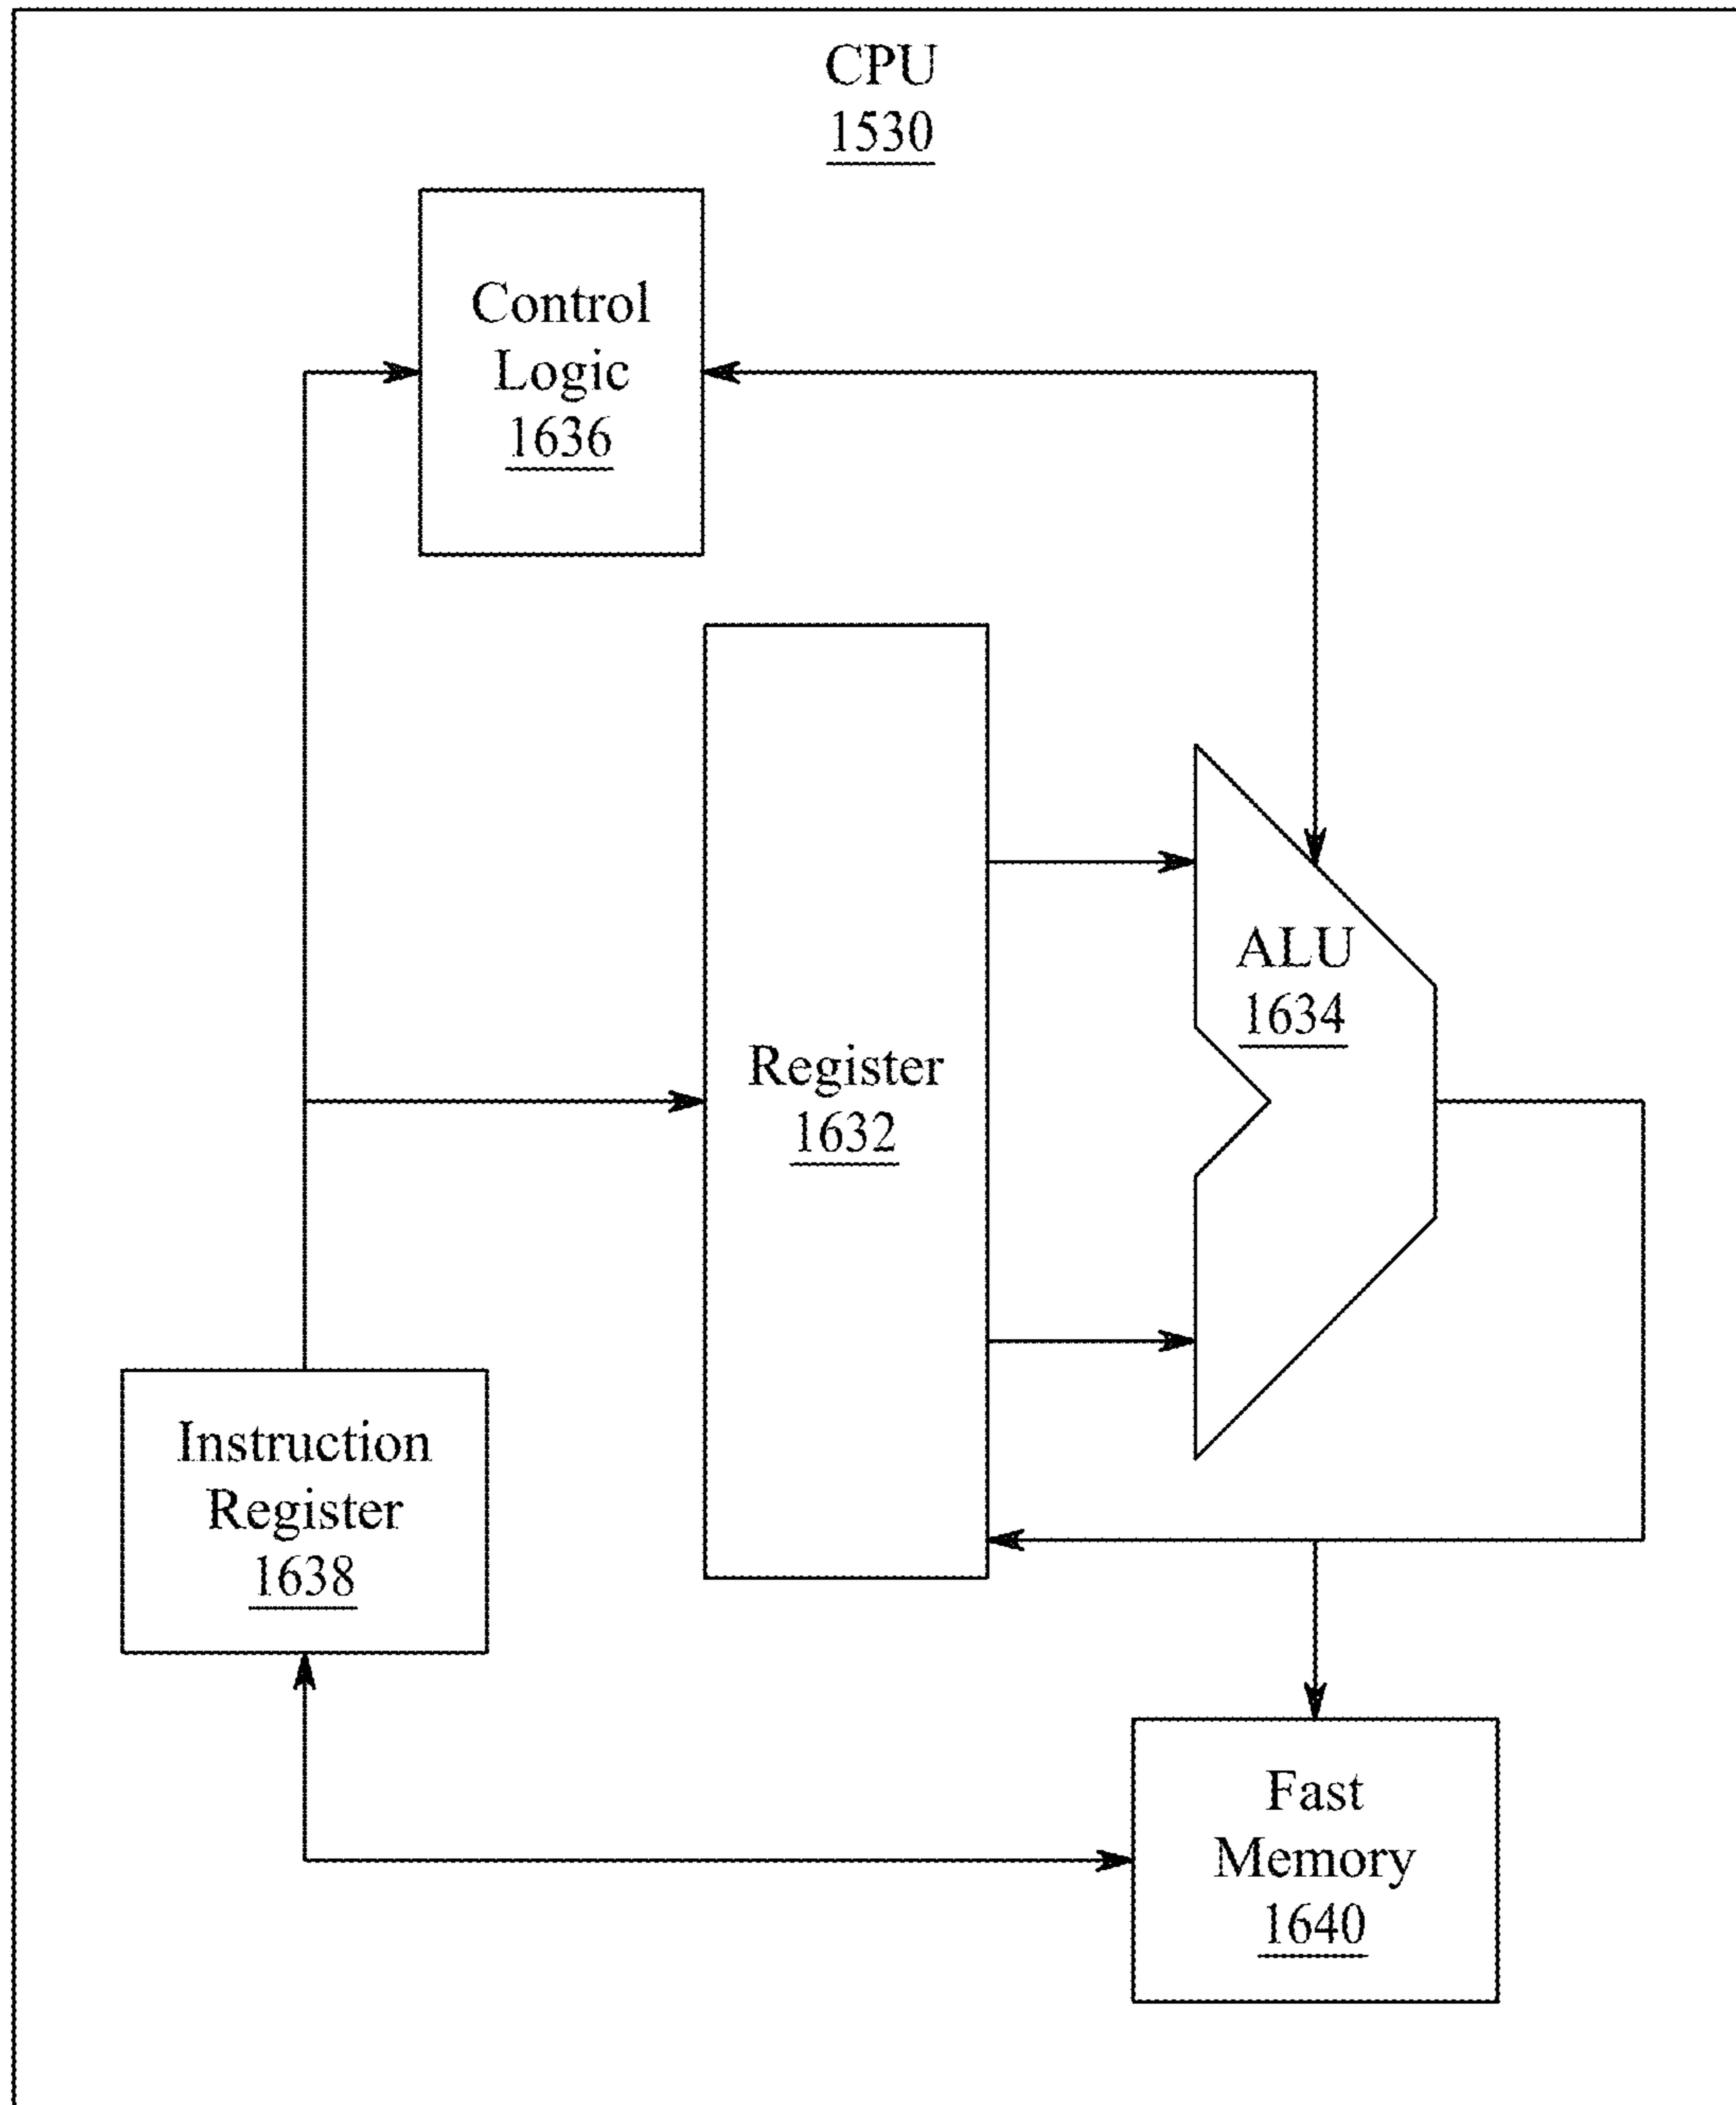 CPU
1530
Control
Logic
1636
ALU
1634
Register
1632
Instruction
Register
1638
Fast
Memory
1640